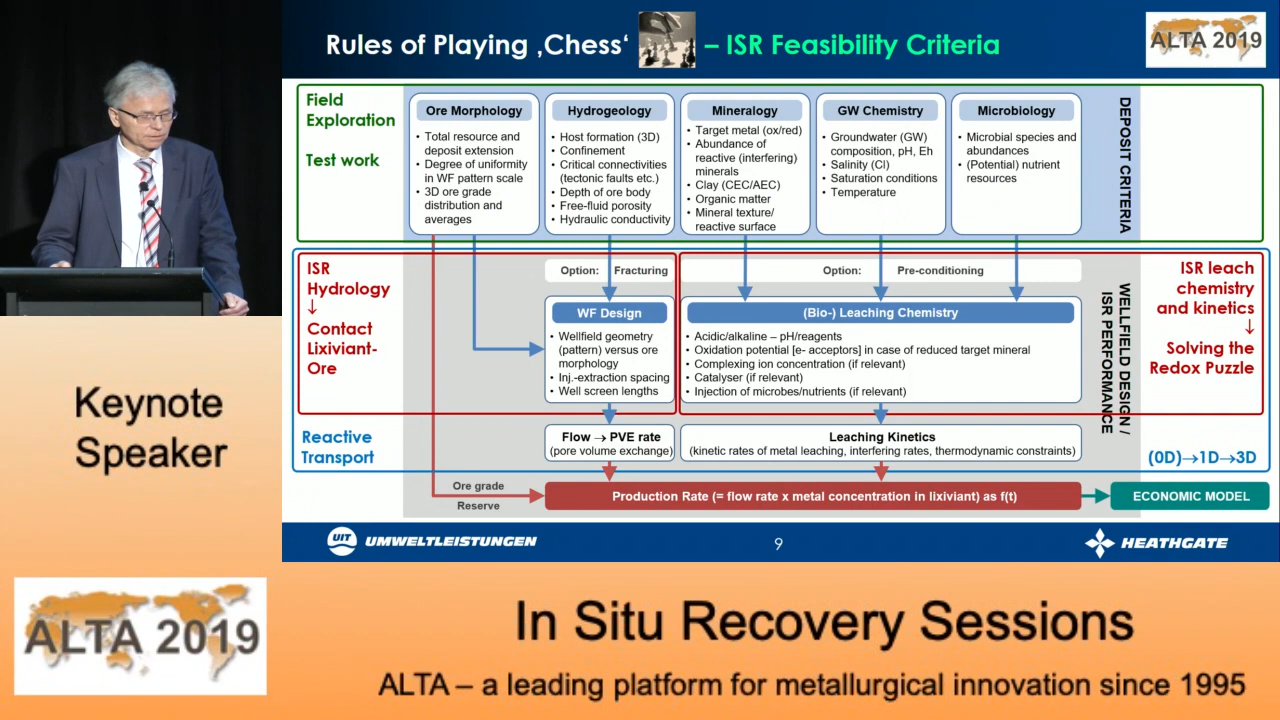 Rules of Playing ‚Chess‘ – ISR Feasibility Criteria
ALTA 2019
Field
Exploration
Test work
Ore Morphology
• Total resource and
deposit extension
• Degree of uniformity
in WF pattern scale
• 3D ore grade
distribution and
averages
Hydrogeology
• Host formation (3D)
• Confinement
• Critical connectivities
(tectonic faults etc.)
• Depth of ore body
• Free-fluid porosity
• Hydraulic conductivity
Mineralogy
• Target metal (ox/red)
• Abundance of
reactive (interfering)
minerals
• Clay (CEC/AEC)
• Organic matter
• Mineral texture/
reactive surface
GW Chemistry
• Groundwater (GW)
composition, pH, Eh
• Salinity (Cl)
• Saturation conditions
• Temperature
Microbiology
• Microbial species and
abundances
• (Potential) nutrient
resources
DEPOSIT CRITERIA
ISR
Hydrology
↓
Contact
Lixiviant-
Ore
Option: Fracturing
WF Design
• Wellfield geometry
(pattern) versus ore
morphology
• Inj.-extraction spacing
• Well screen lengths
Option: Pre-conditioning
(Bio-) Leaching Chemistry
• Acidic/alkaline – pH/reagents
• Oxidation potential [e- acceptors] in case of reduced target mineral
• Complexing ion concentration (if relevant)
• Catalyser (if relevant)
• Injection of microbes/nutrients (if relevant)
WELLFIELD DESIGN /
ISR PERFORMANCE
ISR leach
chemistry
and kinetics
↓
Solving the
Redox Puzzle
Reactive
Transport
Flow → PVE rate
(pore volume exchange)
Leaching Kinetics
(kinetic rates of metal leaching, interfering rates, thermodynamic constraints)
(0D)→1D→3D
Ore grade
Reserve
Production Rate (= flow rate x metal concentration in lixiviant) as f(t)
ECONOMIC MODEL
UIT UMWELTLEISTUNGEN
9
HEATHGATE
Keynote
Speaker
ALTA 2019
In Situ Recovery Sessions
ALTA – a leading platform for metallurgical innovation since 1995